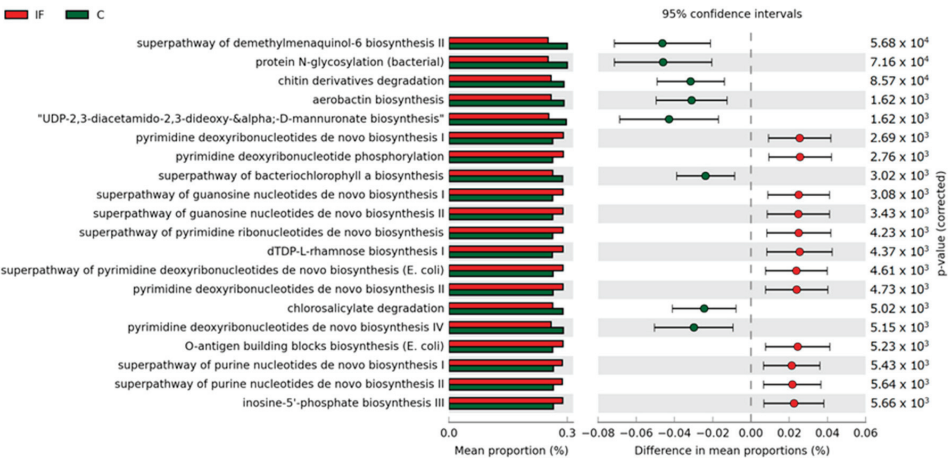 IF C
95% confidence intervals
superpathway of demethylmenaquinol-6 biosynthesis II 5.68 x 10⁴
protein N-glycosylation (bacterial) 7.16 x 10⁴
chitin derivatives degradation 8.57 x 10⁴
aerobactin biosynthesis 1.62 x 10³
"UDP-2,3-diacetamido-2,3-dideoxy-&alpha;-D-mannuronate biosynthesis" 1.62 x 10³
pyrimidine deoxyribonucleotides de novo biosynthesis I 2.69 x 10³
pyrimidine deoxyribonucleotide phosphorylation 2.76 x 10³
superpathway of bacteriochlorophyll a biosynthesis 3.02 x 10³
superpathway of guanosine nucleotides de novo biosynthesis I 3.08 x 10³
superpathway of guanosine nucleotides de novo biosynthesis II 3.43 x 10³
superpathway of pyrimidine ribonucleotides de novo biosynthesis 4.23 x 10³
dTDP-L-rhamnose biosynthesis I 4.37 x 10³
superpathway of pyrimidine deoxyribonucleotides de novo biosynthesis (E. coli) 4.61 x 10³
pyrimidine deoxyribonucleotides de novo biosynthesis II 4.73 x 10³
chlorosalicylate degradation 5.02 x 10³
pyrimidine deoxyribonucleotides de novo biosynthesis IV 5.15 x 10³
O-antigen building blocks biosynthesis (E. coli) 5.23 x 10³
superpathway of purine nucleotides de novo biosynthesis I 5.43 x 10³
superpathway of purine nucleotides de novo biosynthesis II 5.64 x 10³
inosine-5'-phosphate biosynthesis III 5.66 x 10³
p-value (corrected)
0.0 0.3 −0.08 −0.06 −0.04 −0.02 0.00 0.02 0.04 0.06
Mean proportion (%) Difference in mean proportions (%)